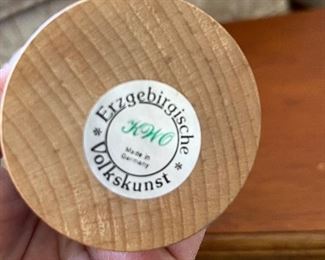 Erzgebirgische
KWO
Made in
Germany
* Volkskunst *